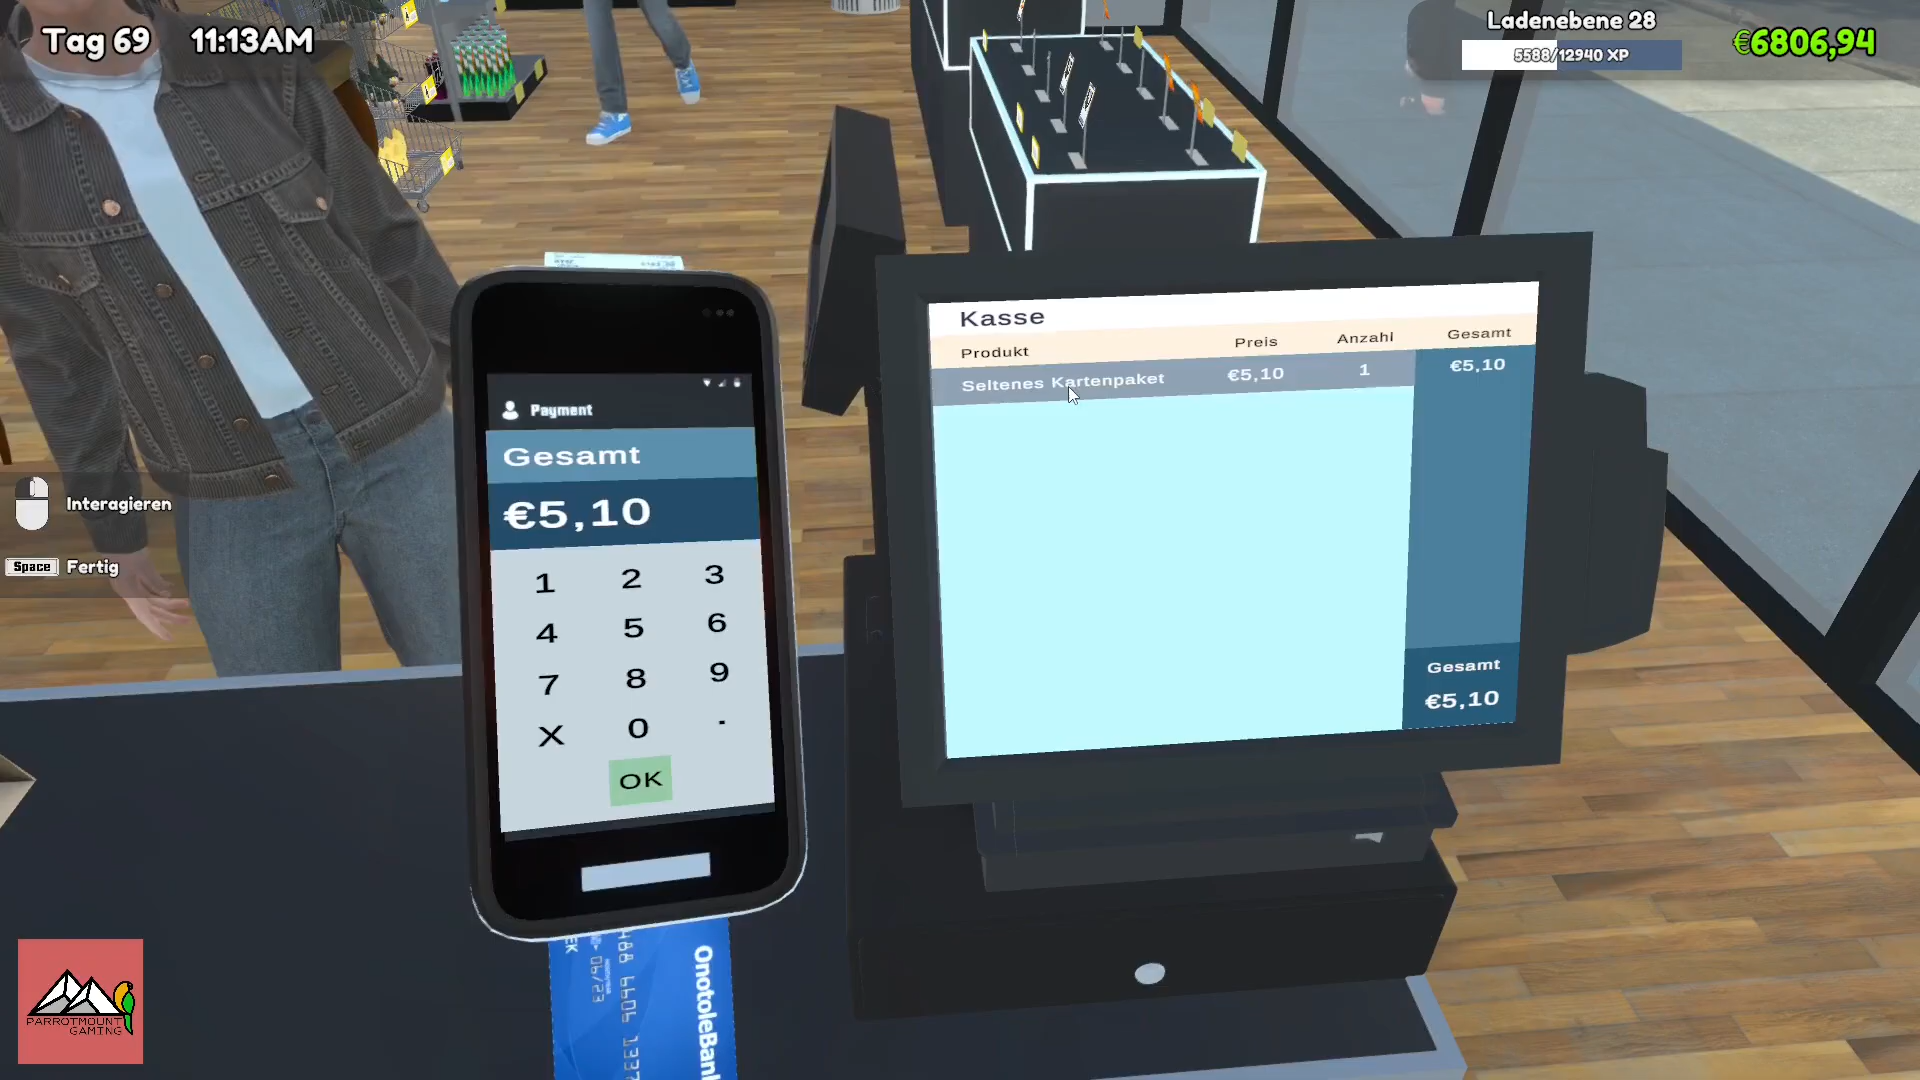 Tag 69 11:13AM
Ladenebene 28
5588/12940 XP
€6806,94
Interagieren
Space Fertig
Payment
Gesamt
€5,10
1 2 3
4 5 6
7 8 9
X 0 .
OK
Kasse
Produkt Preis Anzahl Gesamt
Seltenes Kartenpaket €5,10 1 €5,10
Gesamt
€5,10
OnotoleBank
PARROTMOUNT
GAMING